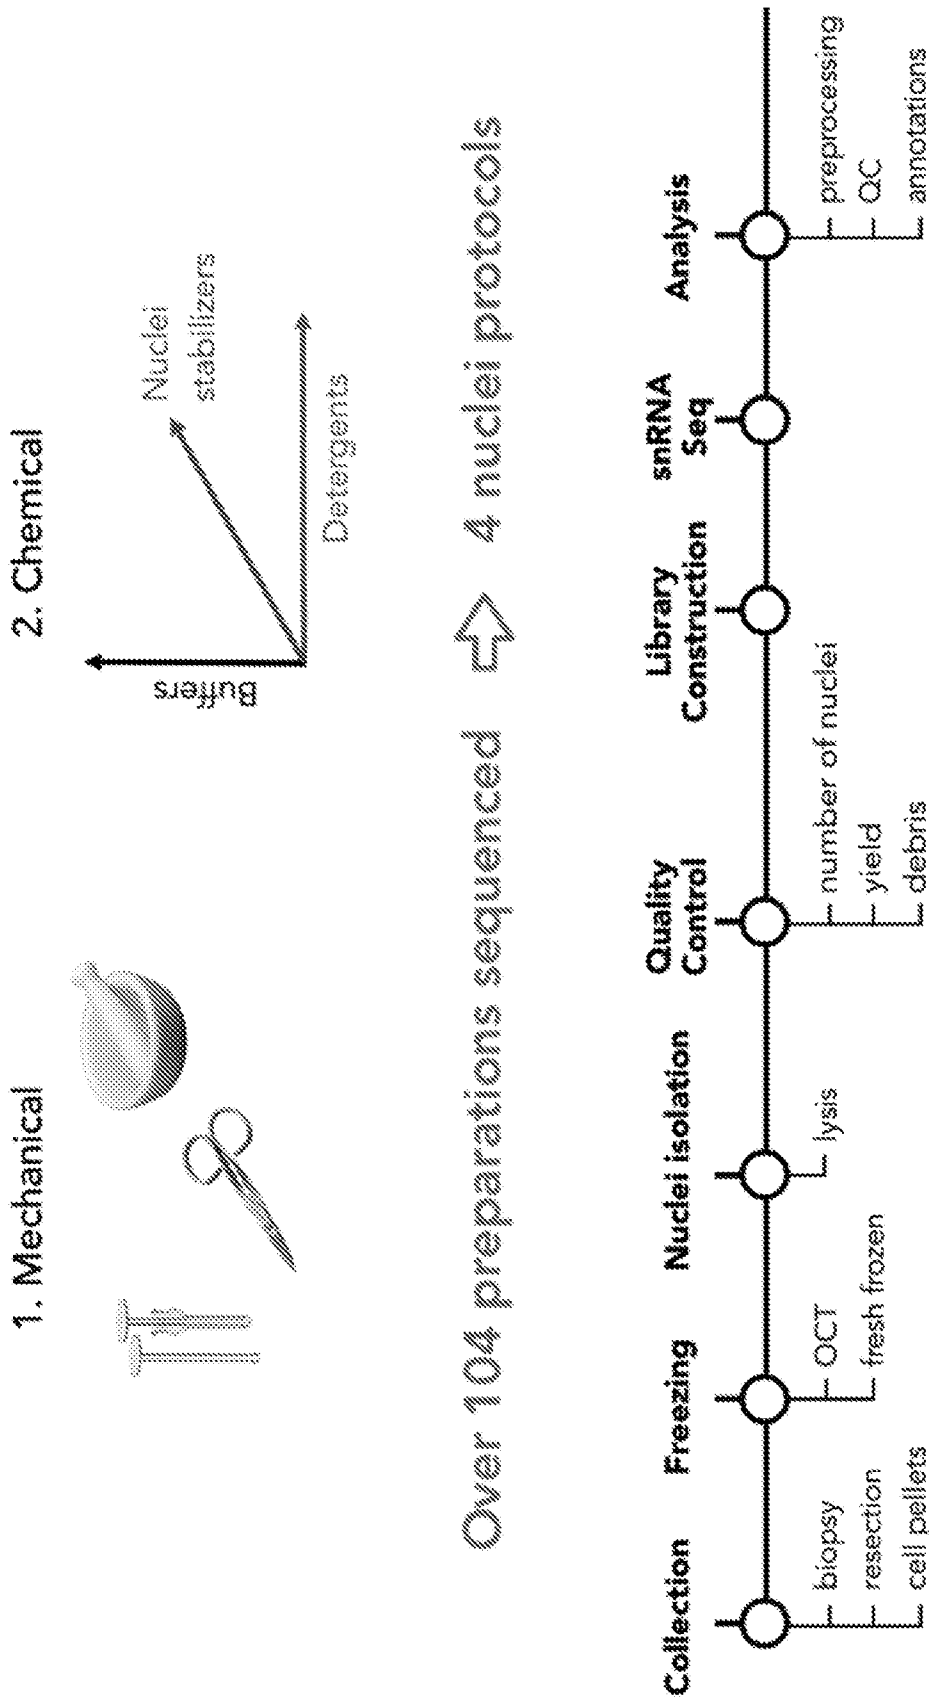 1. Mechanical
2. Chemical
Buffers
Nuclei
stabilizers
Detergents
Over 104 preparations sequenced
4 nuclei protocols
Collection
biopsy
resection
cell pellets
Freezing
OCT
fresh frozen
Nuclei isolation
lysis
Quality
Control
number of nuclei
yield
debris
Library
Construction
snRNA
Seq
Analysis
preprocessing
QC
annotations